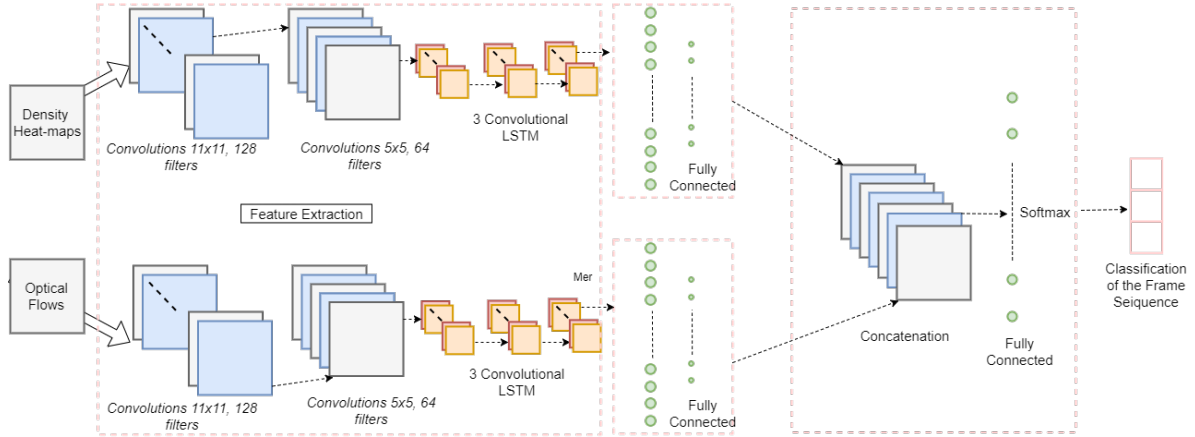 Density
Heat-maps
Convolutions 11x11, 128
filters
Convolutions 5x5, 64
filters
3 Convolutional
LSTM
Fully
Connected
Feature Extraction
Optical
Flows
Convolutions 11x11, 128
filters
Convolutions 5x5, 64
filters
3 Convolutional
LSTM
Mer
Fully
Connected
Concatenation
Softmax
Fully
Connected
Classification
of the Frame
Seiquence